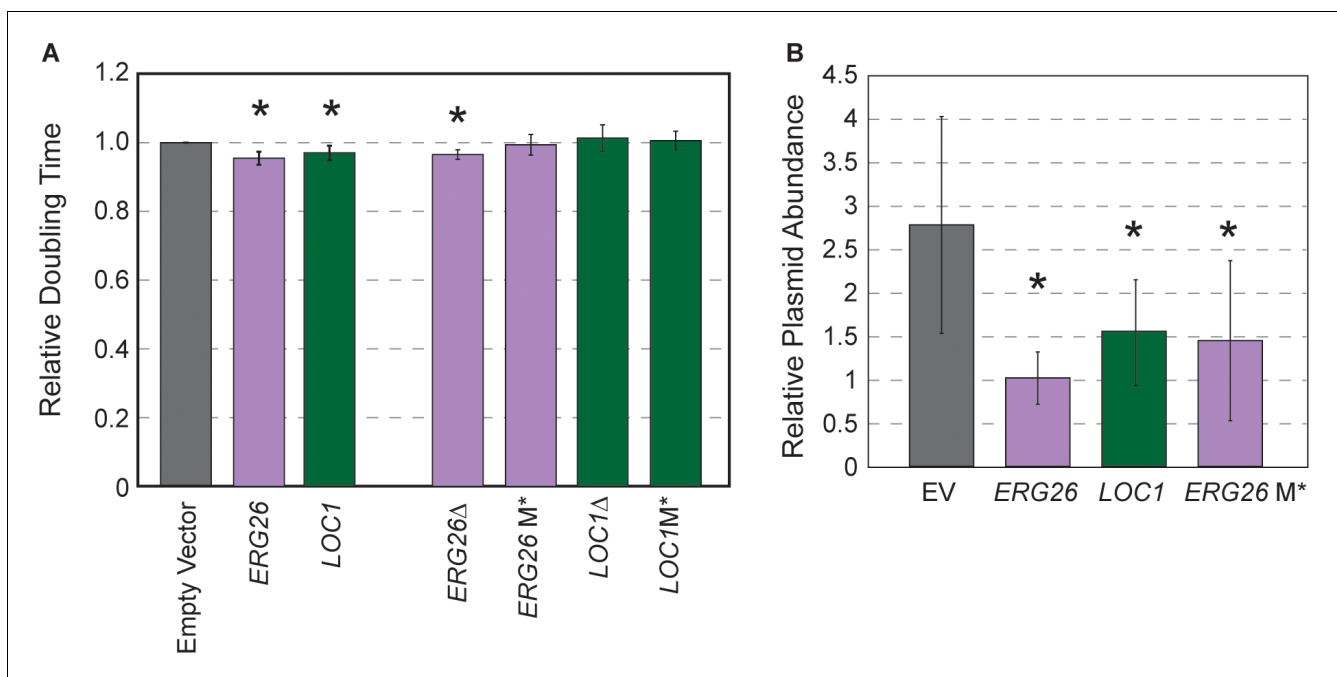 A
Relative Doubling Time
1.2
1.0
0.8
0.6
0.4
0.2
0
* * *
Empty Vector
ERG26
LOC1
ERG26Δ
ERG26 M*
LOC1Δ
LOC1M*
B
Relative Plasmid Abundance
4.5
4
3.5
3
2.5
2
1.5
1
0.5
0
* * *
EV ERG26 LOC1 ERG26 M*